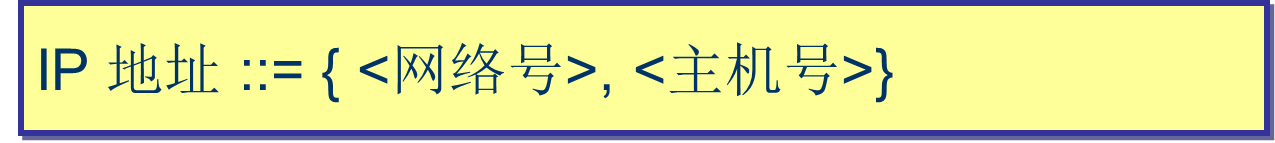 IP 地址 ::= { <网络号>, <主机号>}